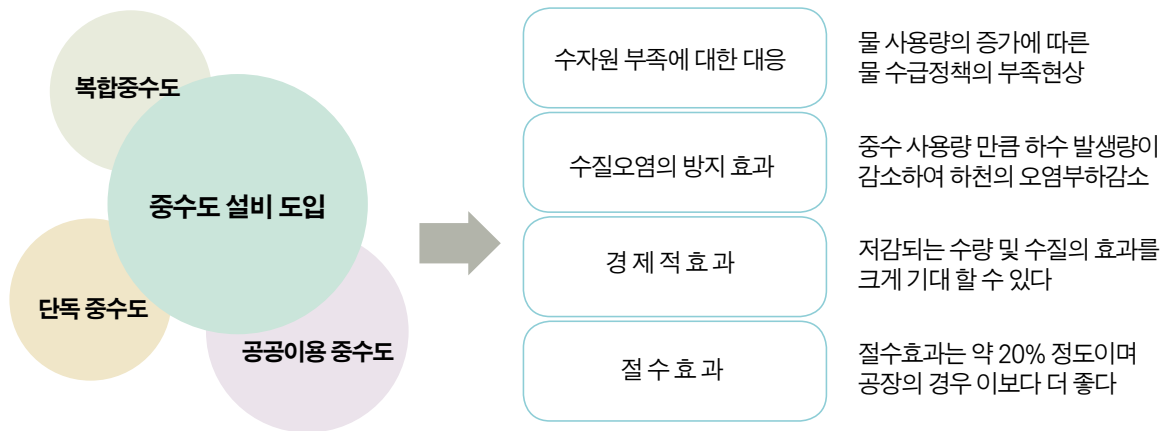 복합중수도
중수도 설비 도입
단독 중수도
공공이용 중수도
수자원 부족에 대한 대응
물 사용량의 증가에 따른
물 수급정책의 부족현상
수질오염의 방지 효과
중수 사용량 만큼 하수 발생량이
감소하여 하천의 오염부하감소
경제적효과
저감되는 수량 및 수질의 효과를
크게 기대 할 수 있다
절수효과
절수효과는 약 20% 정도이며
공장의 경우 이보다 더 좋다